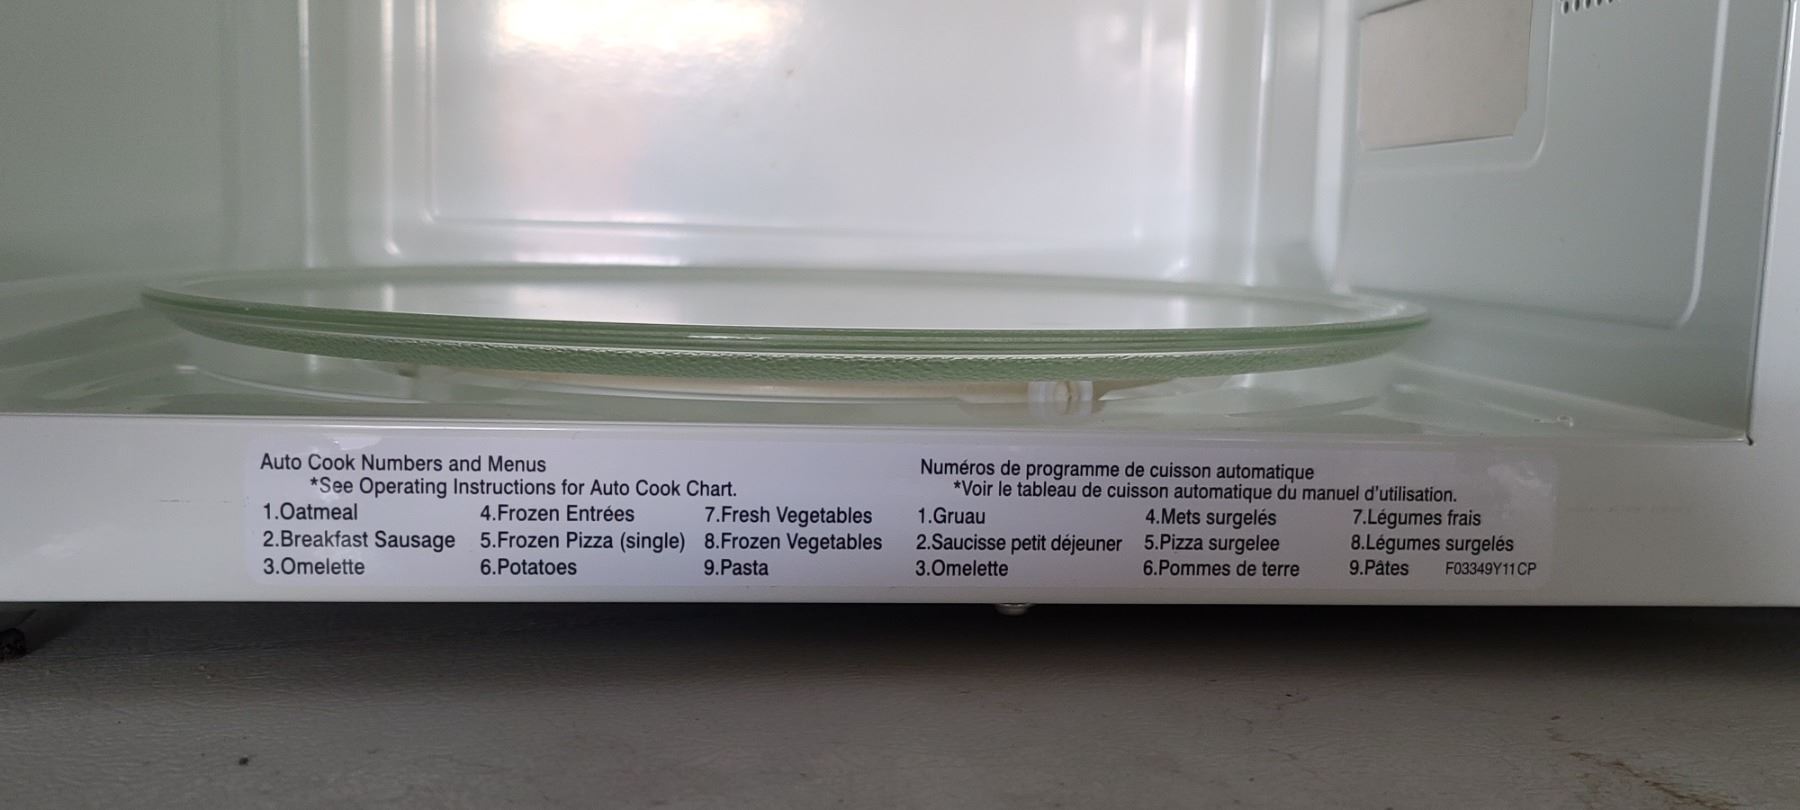 Auto Cook Numbers and Menus
*See Operating Instructions for Auto Cook Chart.
1.Oatmeal 4.Frozen Entrées 7.Fresh Vegetables
2.Breakfast Sausage 5.Frozen Pizza (single) 8.Frozen Vegetables
3.Omelette 6.Potatoes 9.Pasta
Numéros de programme de cuisson automatique
*Voir le tableau de cuisson automatique du manuel d'utilisation.
1.Gruau 4.Mets surgelés 7.Légumes frais
2.Saucisse petit déjeuner 5.Pizza surgelee 8.Légumes surgelés
3.Omelette 6.Pommes de terre 9.Pâtes F03349Y11CP